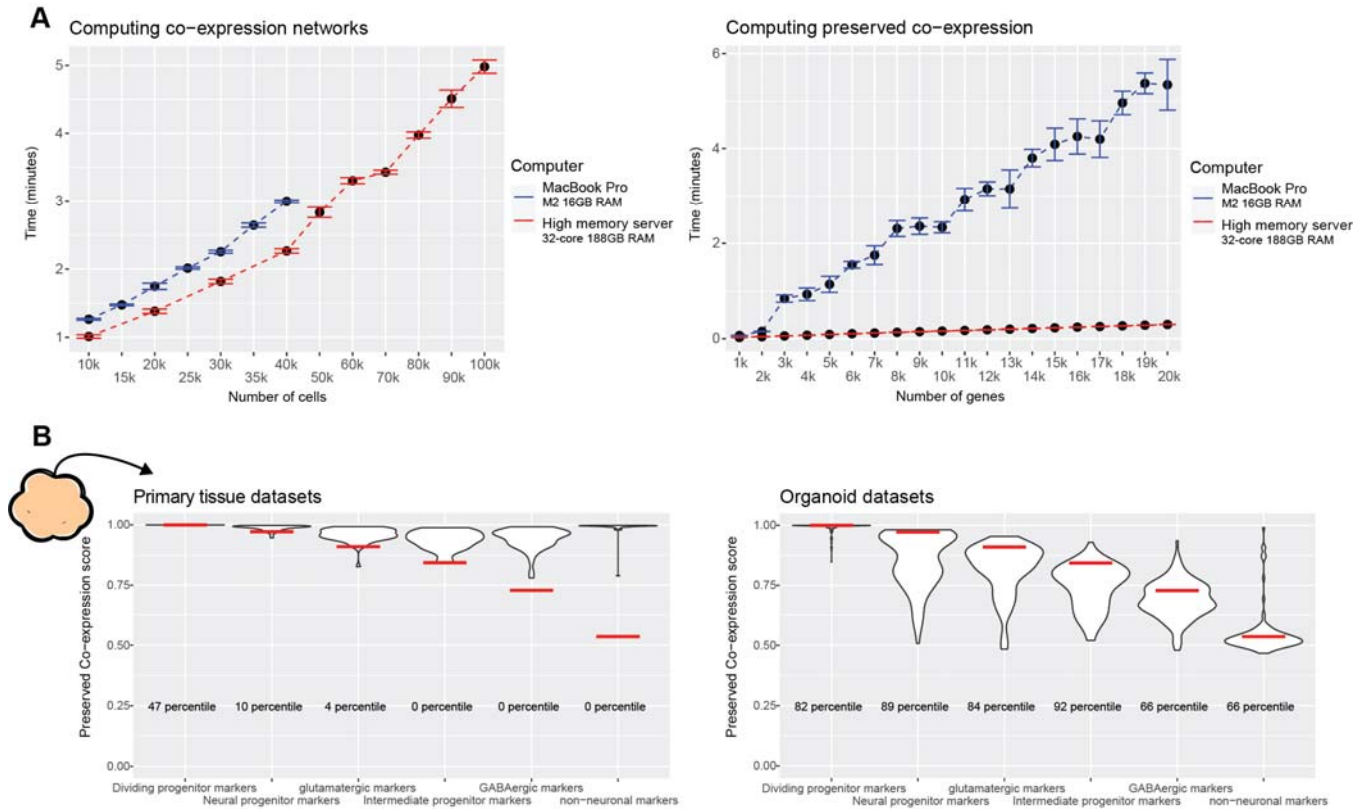 A
Computing co-expression networks
Time (minutes)
5
4
3
2
1
10k 20k 30k 40k 60k 80k 100k
15k 25k 35k 50k 70k 90k
Number of cells
Computer
MacBook Pro
M2 16GB RAM
High memory server
32-core 188GB RAM
Computing preserved co-expression
Time (minutes)
6
4
2
0
1k 3k 5k 7k 9k 11k 13k 15k 17k 19k
2k 4k 6k 8k 10k 12k 14k 16k 18k 20k
Number of genes
Computer
MacBook Pro
M2 16GB RAM
High memory server
32-core 188GB RAM
B
Primary tissue datasets
Preserved Co-expression score
1.00
0.75
0.50
0.25
0.00
47 percentile 10 percentile 4 percentile 0 percentile 0 percentile 0 percentile
Dividing progenitor markers glutamatergic markers GABAergic markers
Neural progenitor markers Intermediate progenitor markers non-neuronal markers
Organoid datasets
Preserved Co-expression score
1.00
0.75
0.50
0.25
0.00
82 percentile 89 percentile 84 percentile 92 percentile 66 percentile 66 percentile
Dividing progenitor markers glutamatergic markers GABAergic markers
Neural progenitor markers Intermediate progenitor markers non-neuronal markers